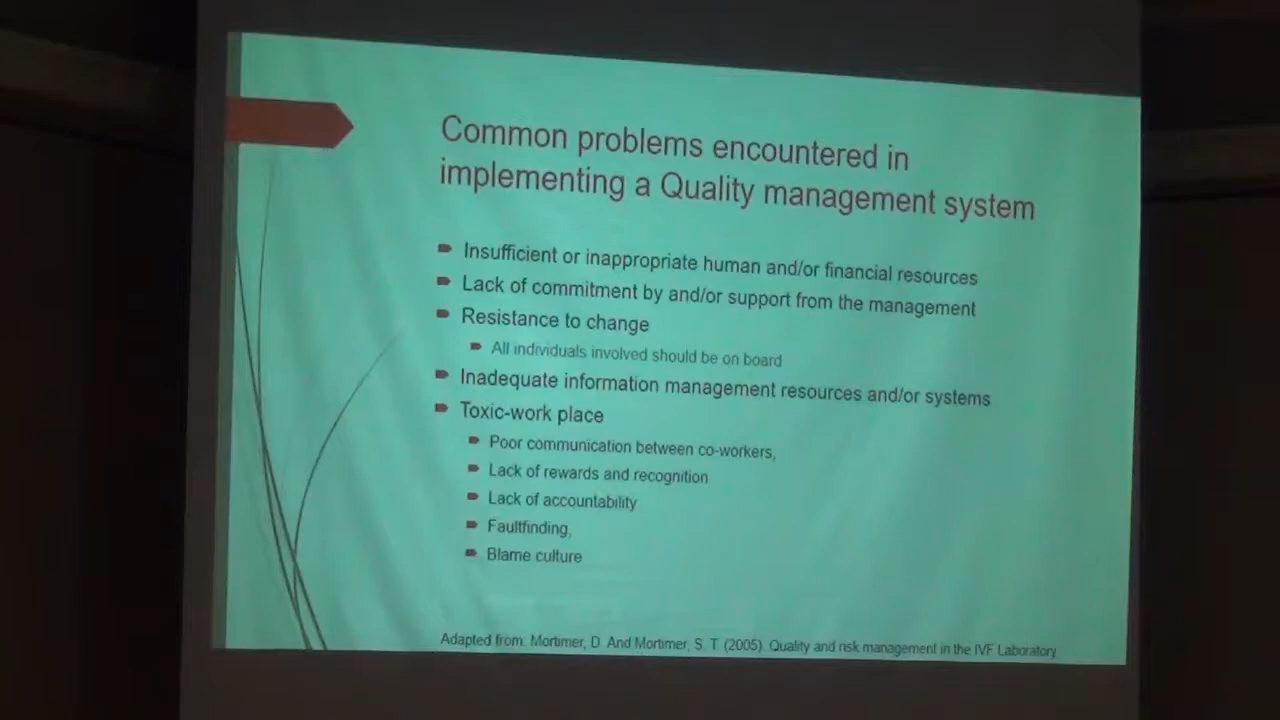 Common problems encountered in
implementing a Quality management system
Insufficient or inappropriate human and/or financial resources
Lack of commitment by and/or support from the management
Resistance to change
All individuals involved should be on board
Inadequate information management resources and/or systems
Toxic-work place
Poor communication between co-workers,
Lack of rewards and recognition
Lack of accountability
Faultfinding,
Blame culture
Adapted from: Mortimer, D. And Mortimer, S. T. (2005). Quality and risk management in the IVF Laboratory